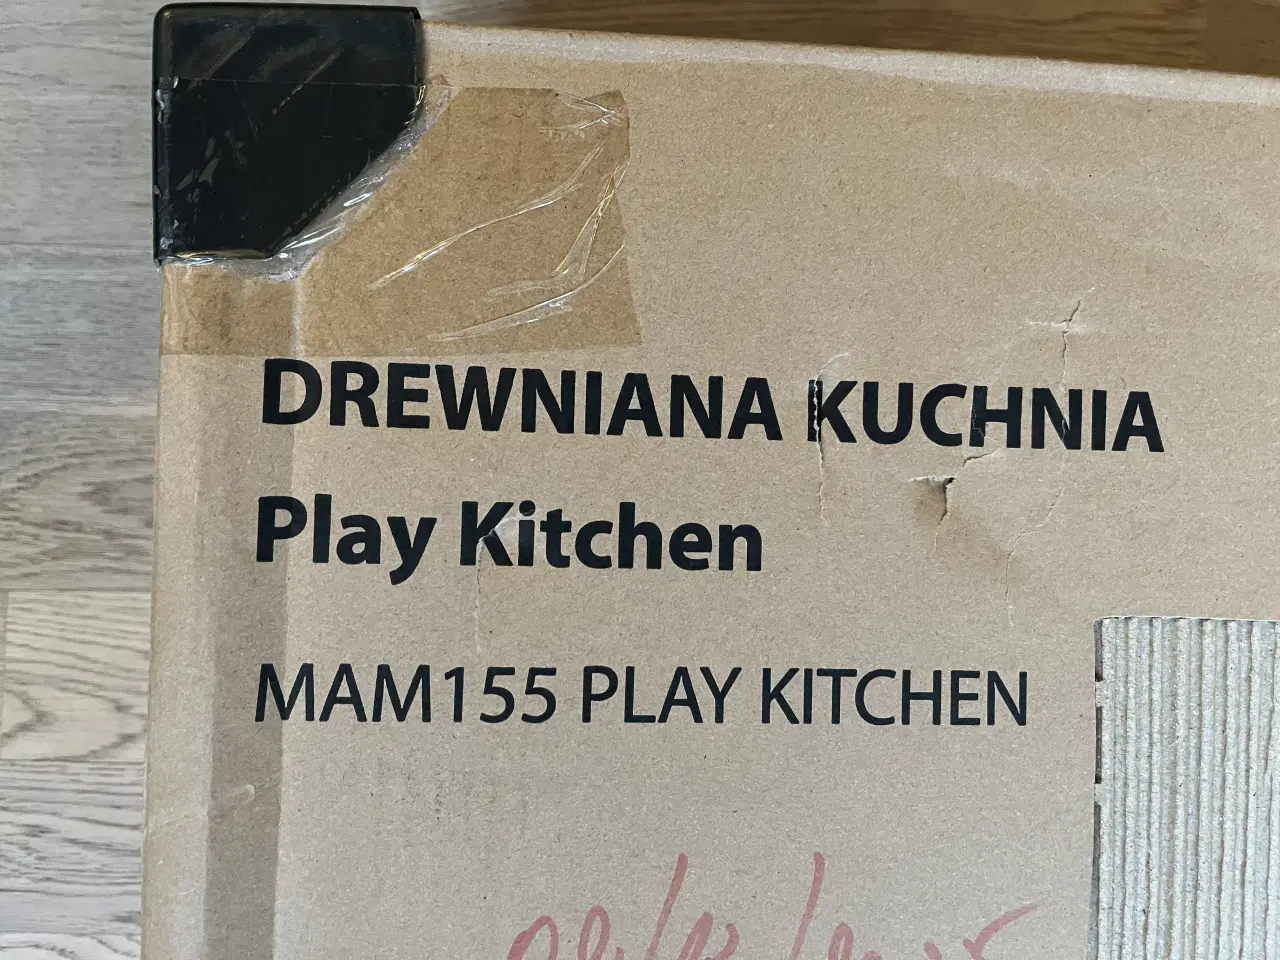 DREWNIANA KUCHNIA
Play Kitchen
MAM155 PLAY KITCHEN